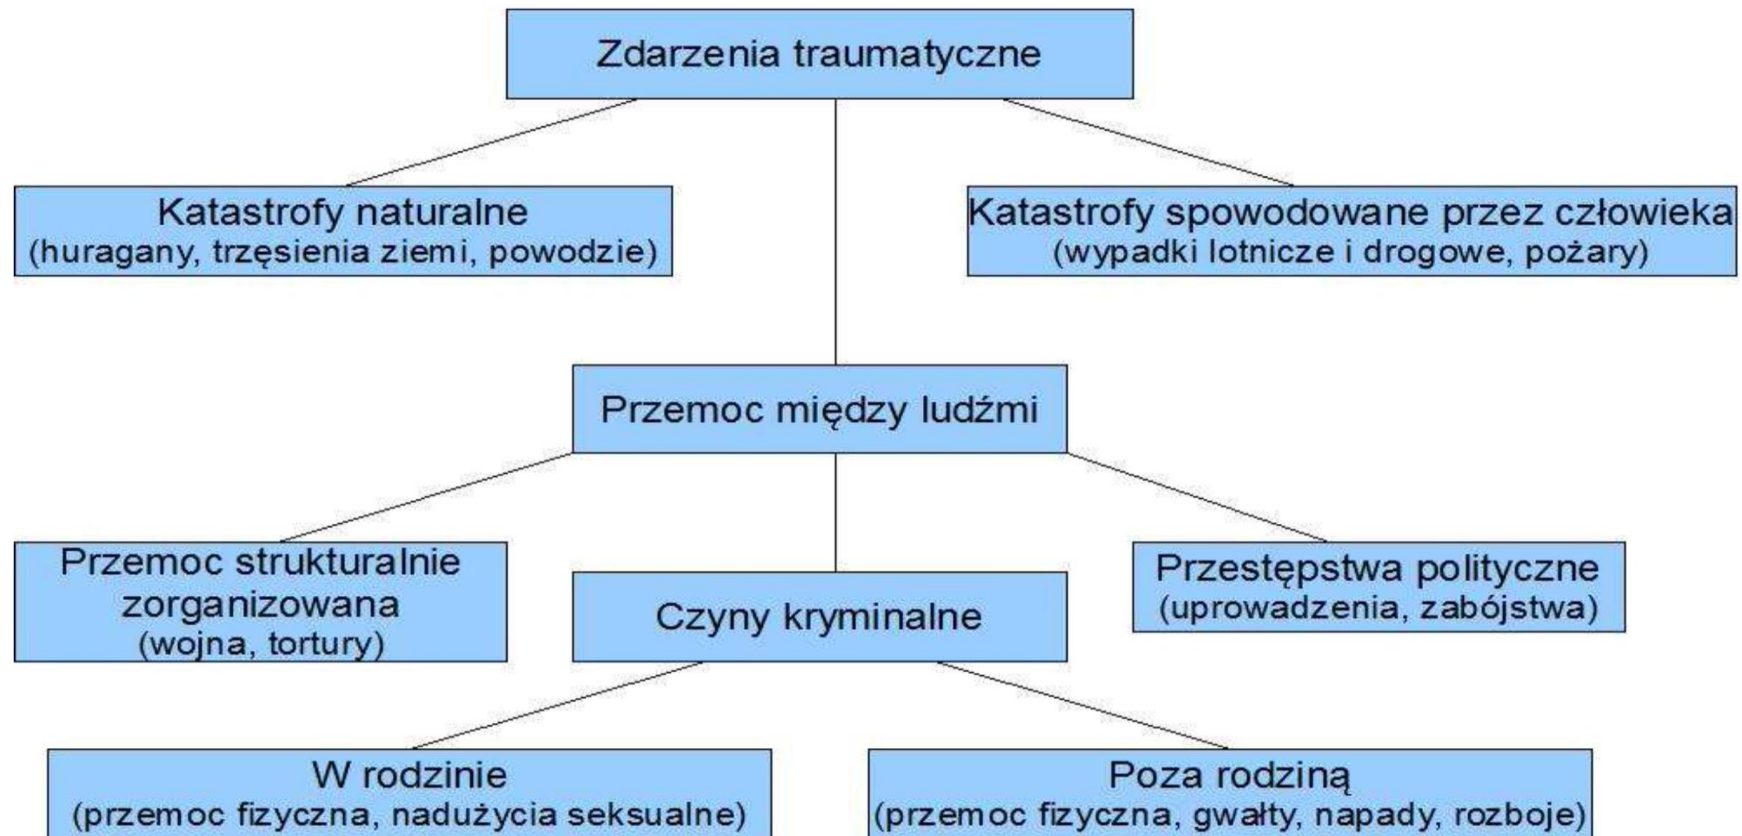 Zdarzenia traumatyczne
Katastrofy naturalne
(huragany, trzęsienia ziemi, powodzie)
Katastrofy spowodowane przez człowieka
(wypadki lotnicze i drogowe, pożary)
Przemoc między ludźmi
Przemoc strukturalnie
zorganizowana
(wojna, tortury)
Czyny kryminalne
Przestępstwa polityczne
(uprowadzenia, zabójstwa)
W rodzinie
(przemoc fizyczna, nadużycia seksualne)
Poza rodziną
(przemoc fizyczna, gwałty, napady, rozboje)